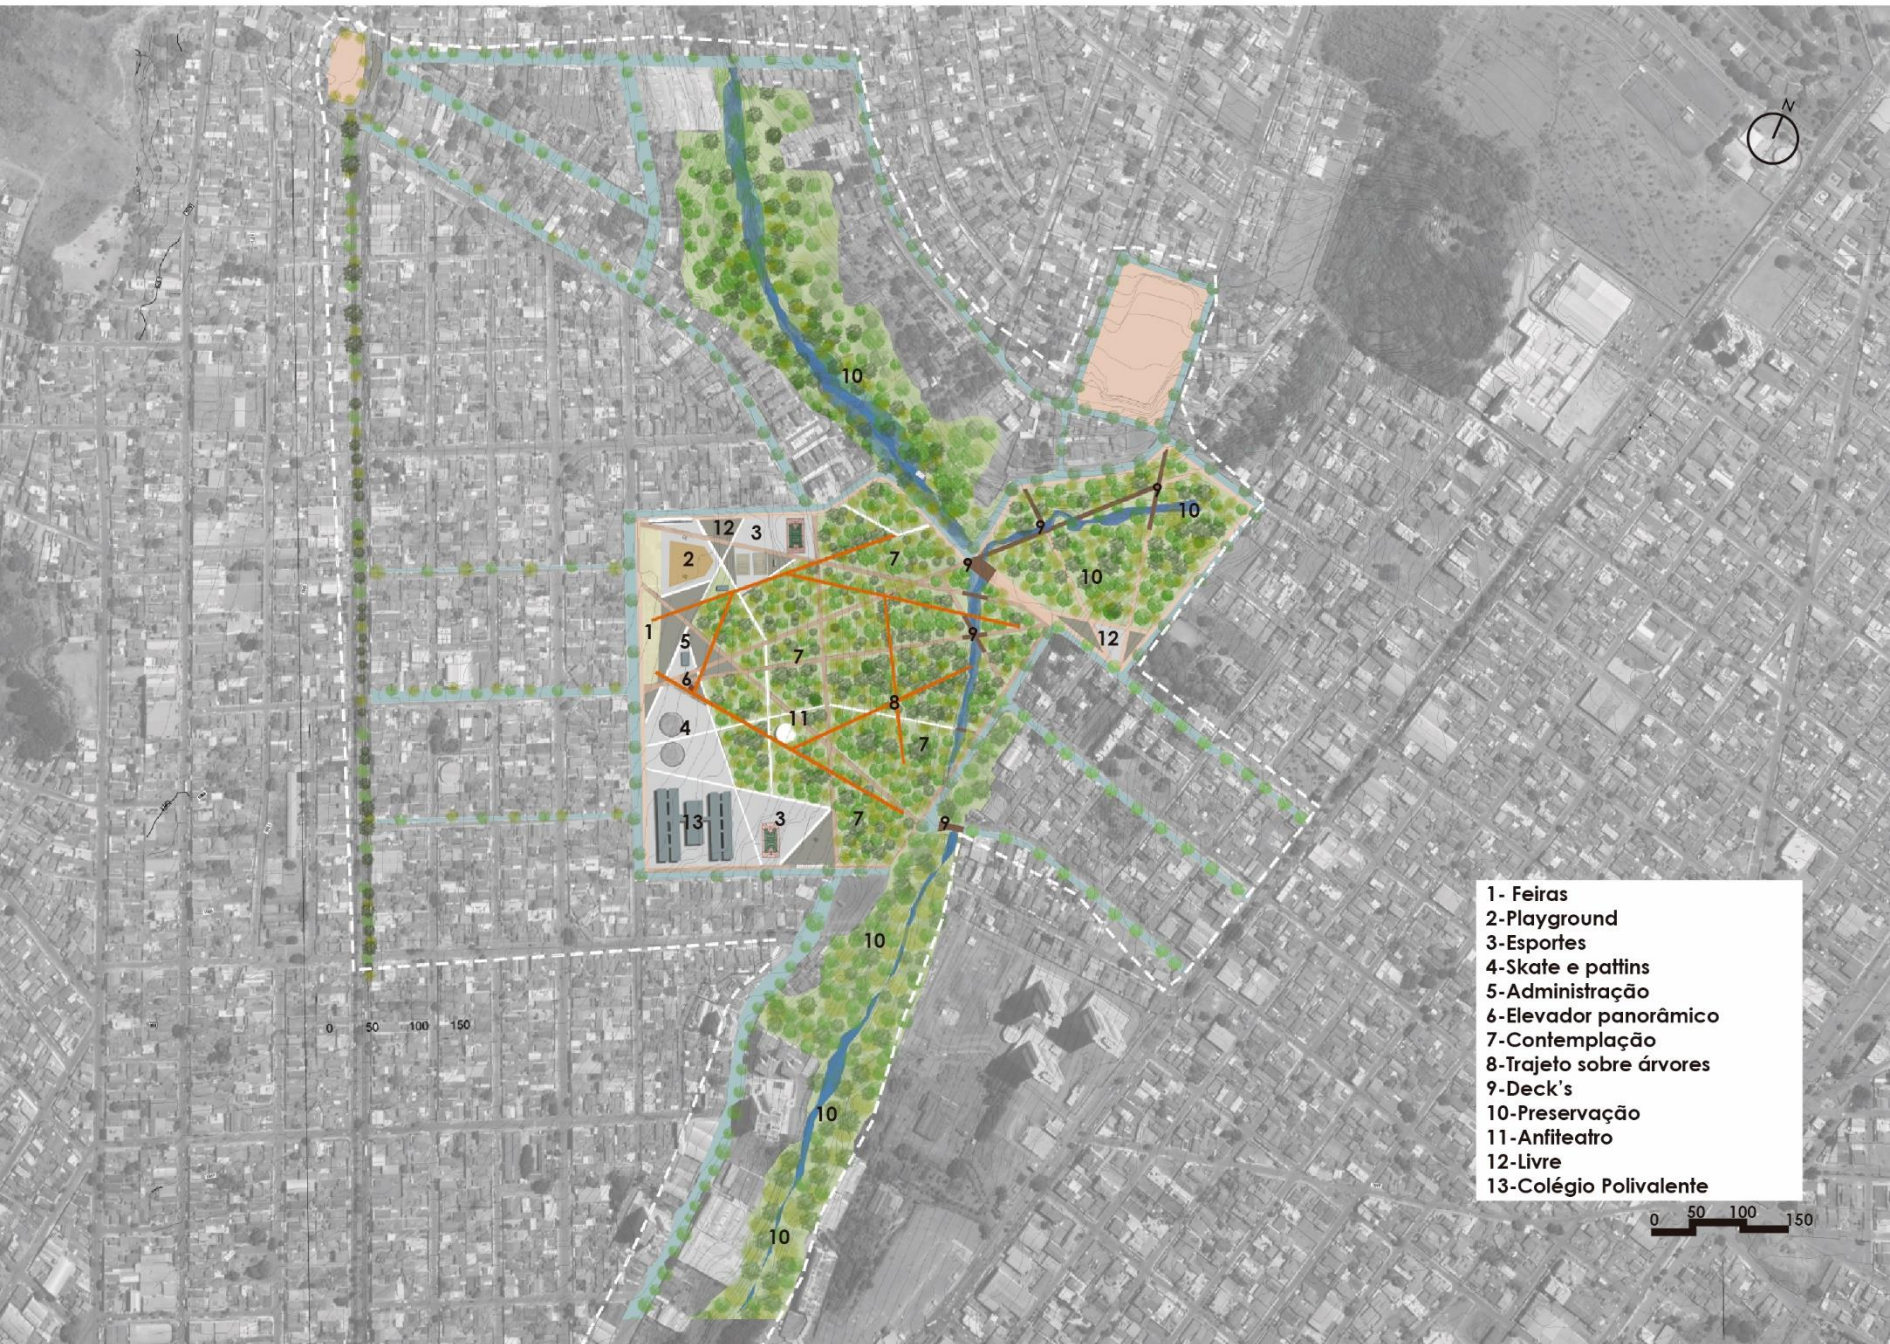 N
10
9
10
9
12
3
7
2
9
10
1
5
9
12
7
6
8
11
4
7
13
3
7
9
10
0 50 100 150
10
10
1- Feiras
2-Playground
3-Esportes
4-Skate e pattins
5-Administração
6-Elevador panorâmico
7-Contemplação
8-Trajeto sobre árvores
9-Deck's
10-Preservação
11-Anfiteatro
12-Livre
13-Colégio Polivalente
0 50 100 150